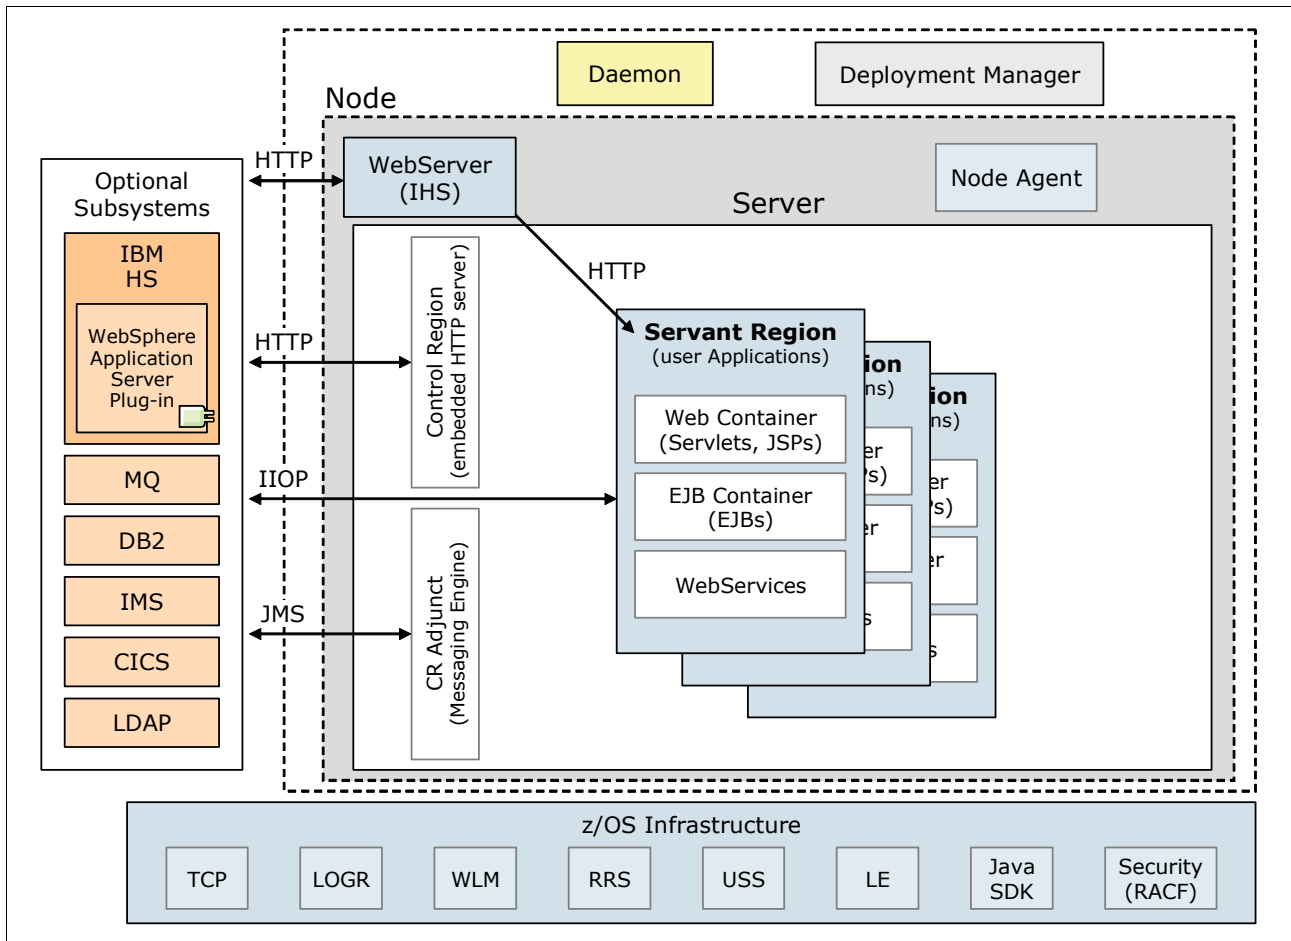 Daemon
Deployment Manager
Node
HTTP
WebServer
(IHS)
Node Agent
Server
Optional
Subsystems
IBM
HS
WebSphere
Application
Server
Plug-in
MQ
DB2
IMS
CICS
LDAP
HTTP
HTTP
IIOP
JMS
Control Region
(embedded HTTP server)
CR Adjunct
(Messaging Engine)
Servant Region
(user Applications)
Web Container
(Servlets, JSPs)
EJB Container
(EJBs)
WebServices
ion
ns)
er
Ps)
er
s
ion
ns)
er
Ps)
er
s
z/OS Infrastructure
TCP
LOGR
WLM
RRS
USS
LE
Java
SDK
Security
(RACF)